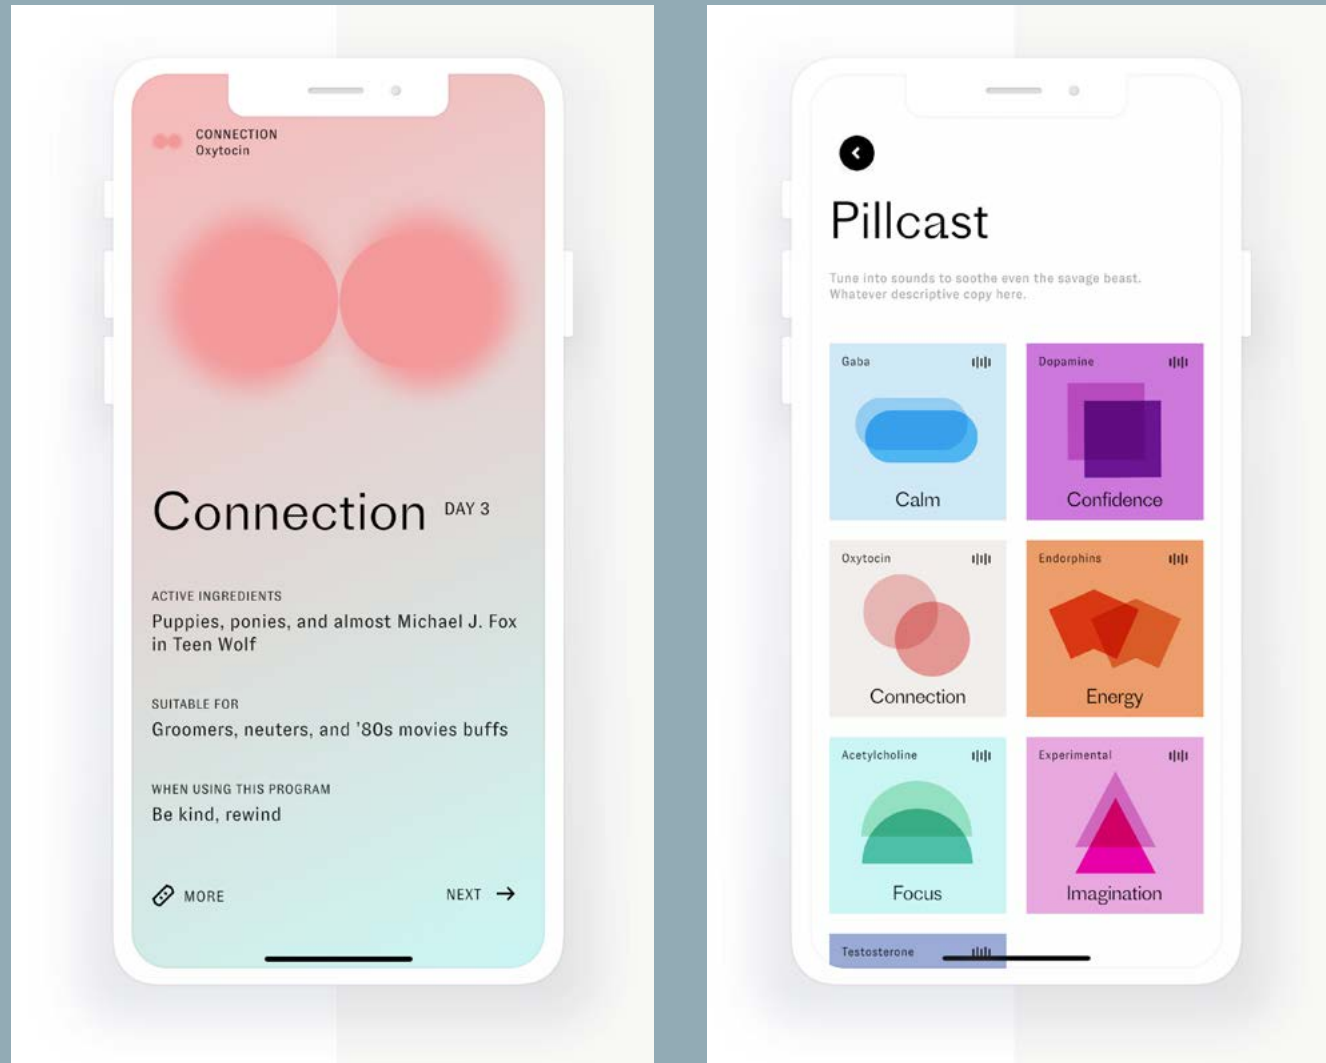 CONNECTION
Oxytocin
Connection DAY 3
ACTIVE INGREDIENTS
Puppies, ponies, and almost Michael J. Fox
in Teen Wolf
SUITABLE FOR
Groomers, neuters, and ’80s movies buffs
WHEN USING THIS PROGRAM
Be kind, rewind
MORE
NEXT
Pillcast
Tune into sounds to soothe even the savage beast.
Whatever descriptive copy here.
Gaba
Calm
Dopamine
Confidence
Oxytocin
Connection
Endorphins
Energy
Acetylcholine
Focus
Experimental
Imagination
Testosterone